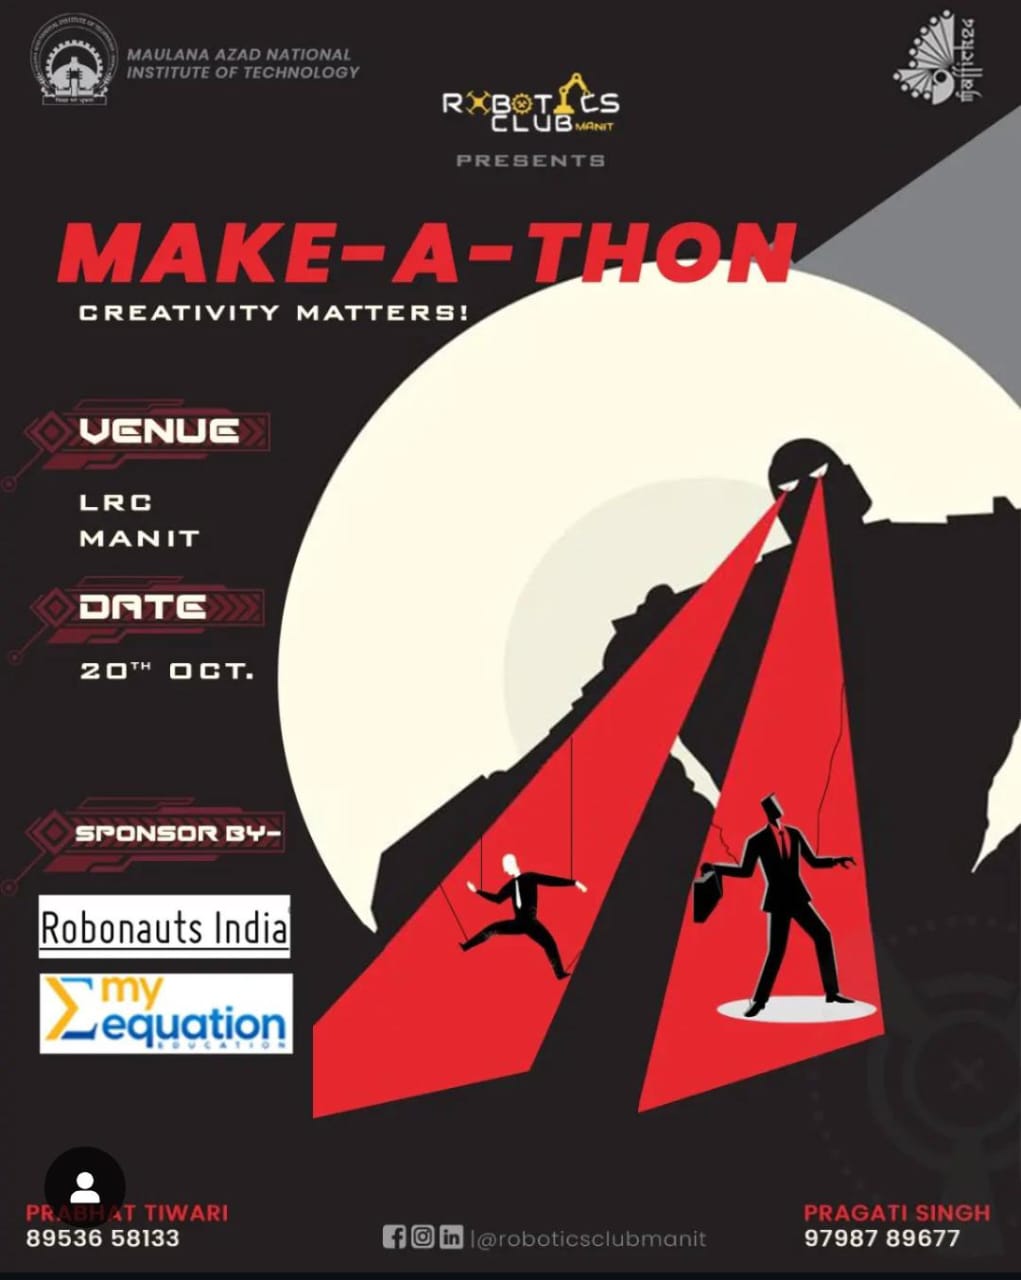 MAULANA AZAD NATIONAL
INSTITUTE OF TECHNOLOGY
ROBOTICS
CLUB MANIT
PRESENTS
MAKE-A-THON
CREATIVITY MATTERS!
VENUE
LRC
MANIT
DATE
20TH OCT.
SPONSOR BY-
Robonauts India
my
equation
EDUCATION
PRABHAT TIWARI
89536 58133
|@roboticsclubmanit
PRAGATI SINGH
97987 89677